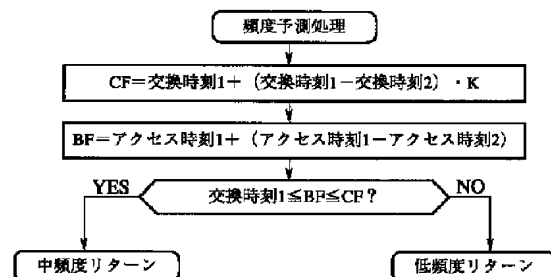 頻度予測処理
CF=交換時刻1+(交換時刻1-交換時刻2)・K
BF=アクセス時刻1+(アクセス時刻1-アクセス時刻2)
YES
交換時刻1≦BF≦CF?
NO
中頻度リターン
低頻度リターン